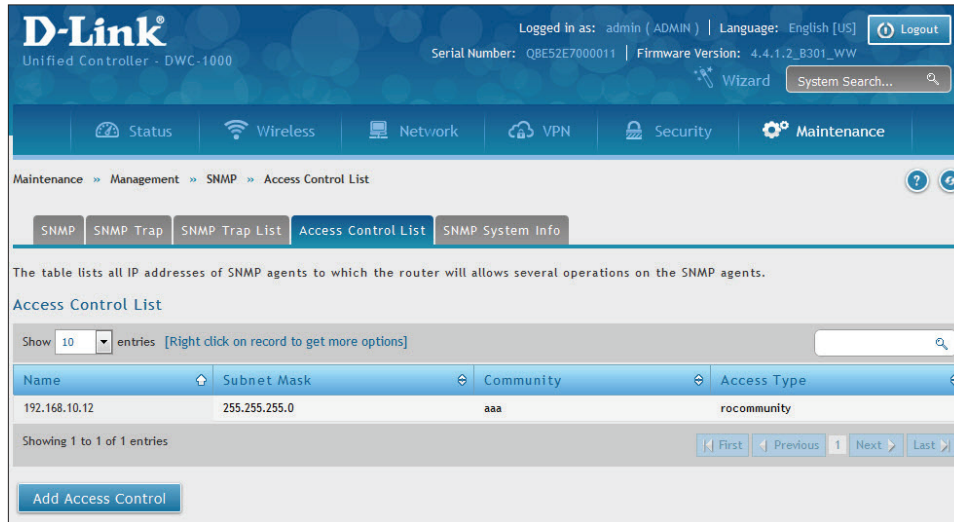 D-Link®
Logged in as: admin ( ADMIN ) | Language: English [US] Logout
Unified Controller - DWC-1000
Serial Number: QBE52E7000011 | Firmware Version: 4.4.1.2_B301_WW
Wizard System Search...
Status Wireless Network VPN Security Maintenance
Maintenance » Management » SNMP » Access Control List
SNMP SNMP Trap SNMP Trap List Access Control List SNMP System Info
The table lists all IP addresses of SNMP agents to which the router will allows several operations on the SNMP agents.
Access Control List
Show 10 entries [Right click on record to get more options]
Name Subnet Mask Community Access Type
192.168.10.12 255.255.255.0 aaa rocommunity
Showing 1 to 1 of 1 entries First Previous 1 Next Last
Add Access Control